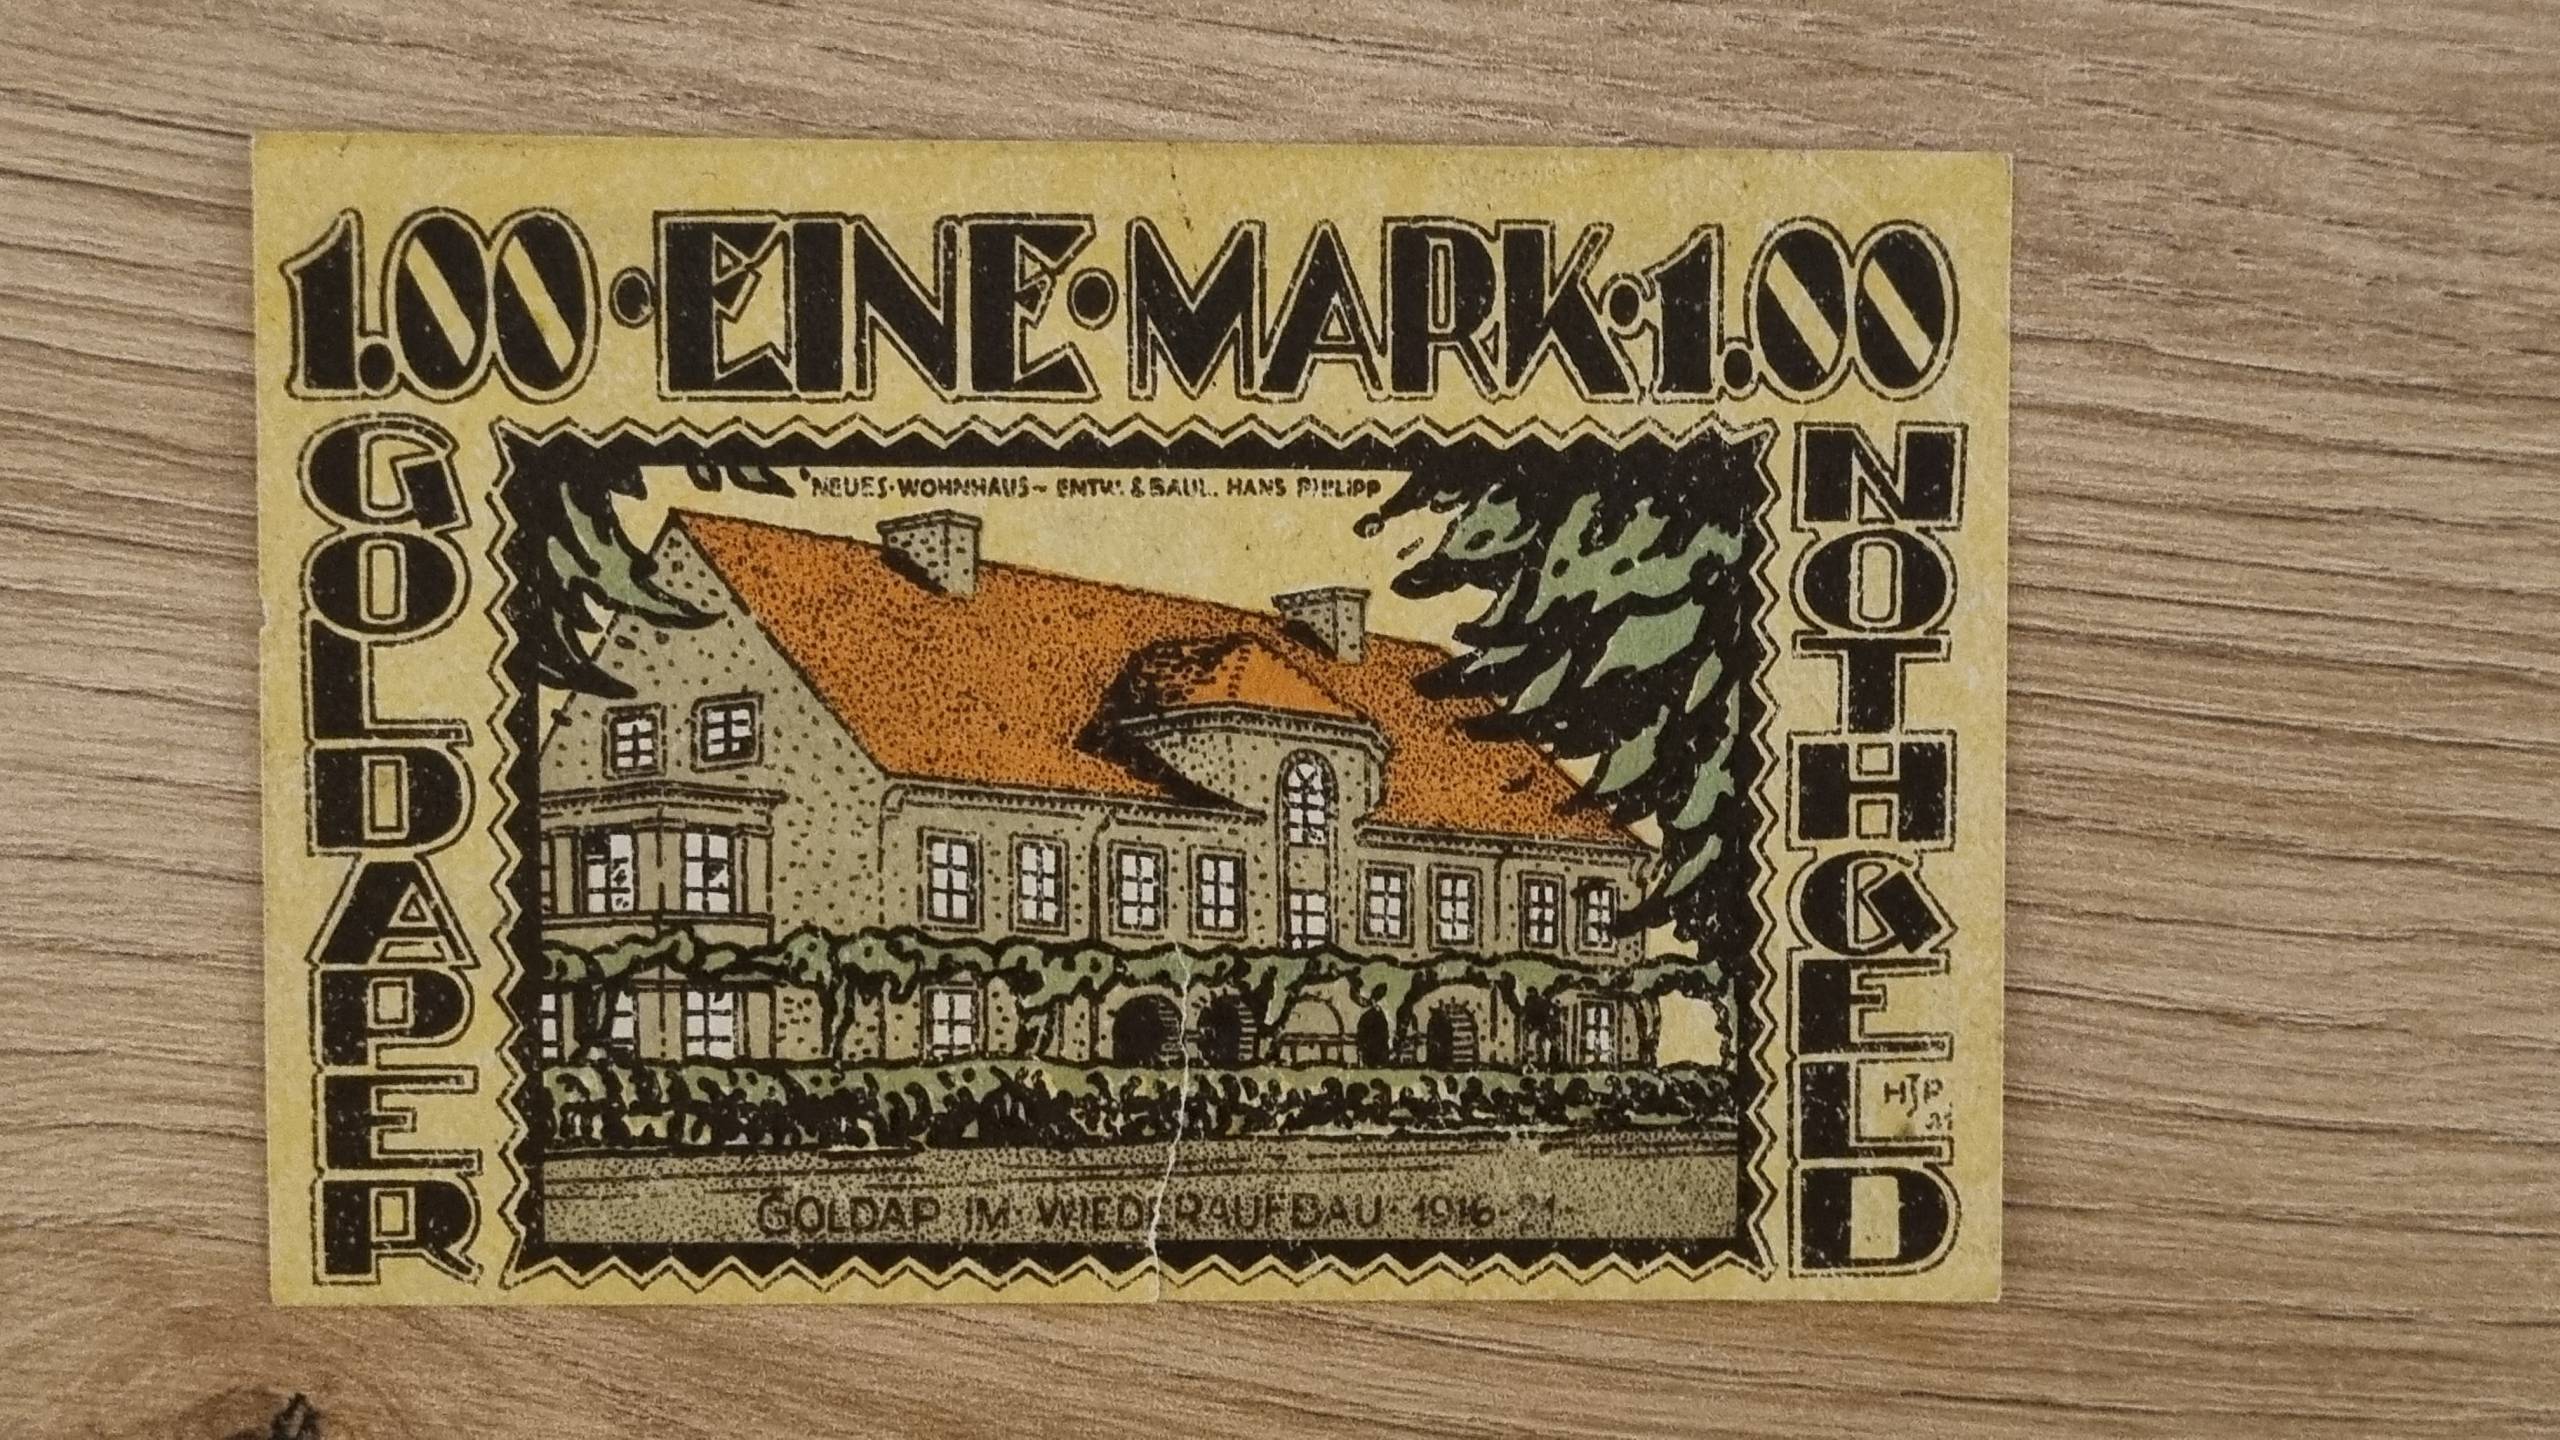 1.00·EINE·MARK·1.00
GOLDAPER
NOTHGELD
NEUES·WOHNHAUS~ ENTW. & BAUL. HANS PHILIPP
HJP.
21
GOLDAP IM·WIEDERAUFBAU·1916-21·